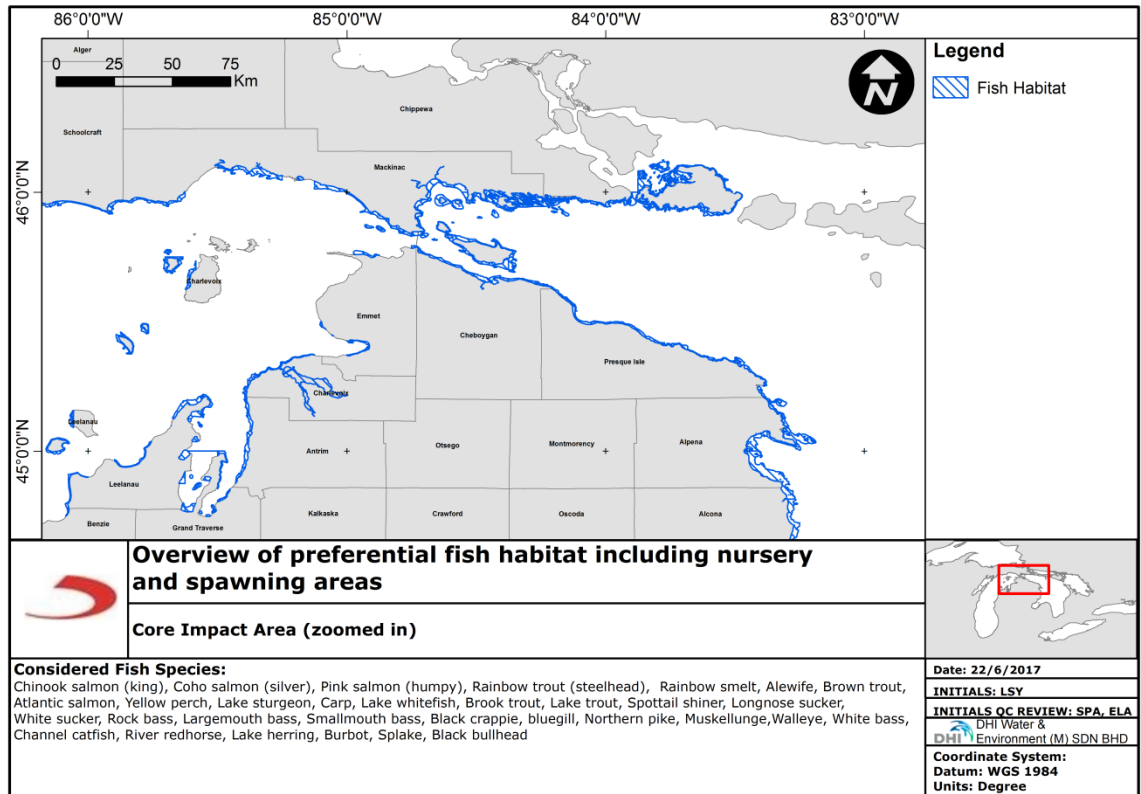 86°0'0"W 85°0'0"W 84°0'0"W 83°0'0"W
Alger
0 25 50 75
Km
N
Chippewa
Schoolcraft
Mackinac
46°0'0"N
Charlevoix
Emmet
Cheboygan
Presque Isle
Charlevoix
Leelanau
45°0'0"N
Antrim
Otsego
Montmorency
Alpena
Leelanau
Benzie
Grand Traverse
Kalkaska
Crawford
Oscoda
Alcona
Legend
Fish Habitat
Overview of preferential fish habitat including nursery
and spawning areas
Core Impact Area (zoomed in)
Considered Fish Species:
Chinook salmon (king), Coho salmon (silver), Pink salmon (humpy), Rainbow trout (steelhead), Rainbow smelt, Alewife, Brown trout,
Atlantic salmon, Yellow perch, Lake sturgeon, Carp, Lake whitefish, Brook trout, Lake trout, Spottail shiner, Longnose sucker,
White sucker, Rock bass, Largemouth bass, Smallmouth bass, Black crappie, bluegill, Northern pike, Muskellunge,Walleye, White bass,
Channel catfish, River redhorse, Lake herring, Burbot, Splake, Black bullhead
Date: 22/6/2017
INITIALS: LSY
INITIALS QC REVIEW: SPA, ELA
DHI
DHI Water &
Environment (M) SDN BHD
Coordinate System:
Datum: WGS 1984
Units: Degree